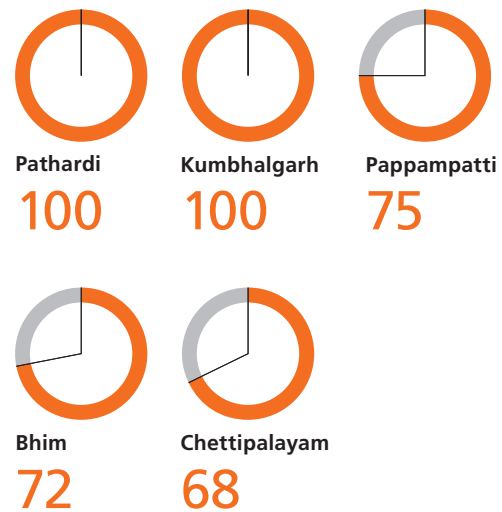 Pathardi
100
Kumbhalgarh
100
Pappampatti
75
Bhim
72
Chettipalayam
68